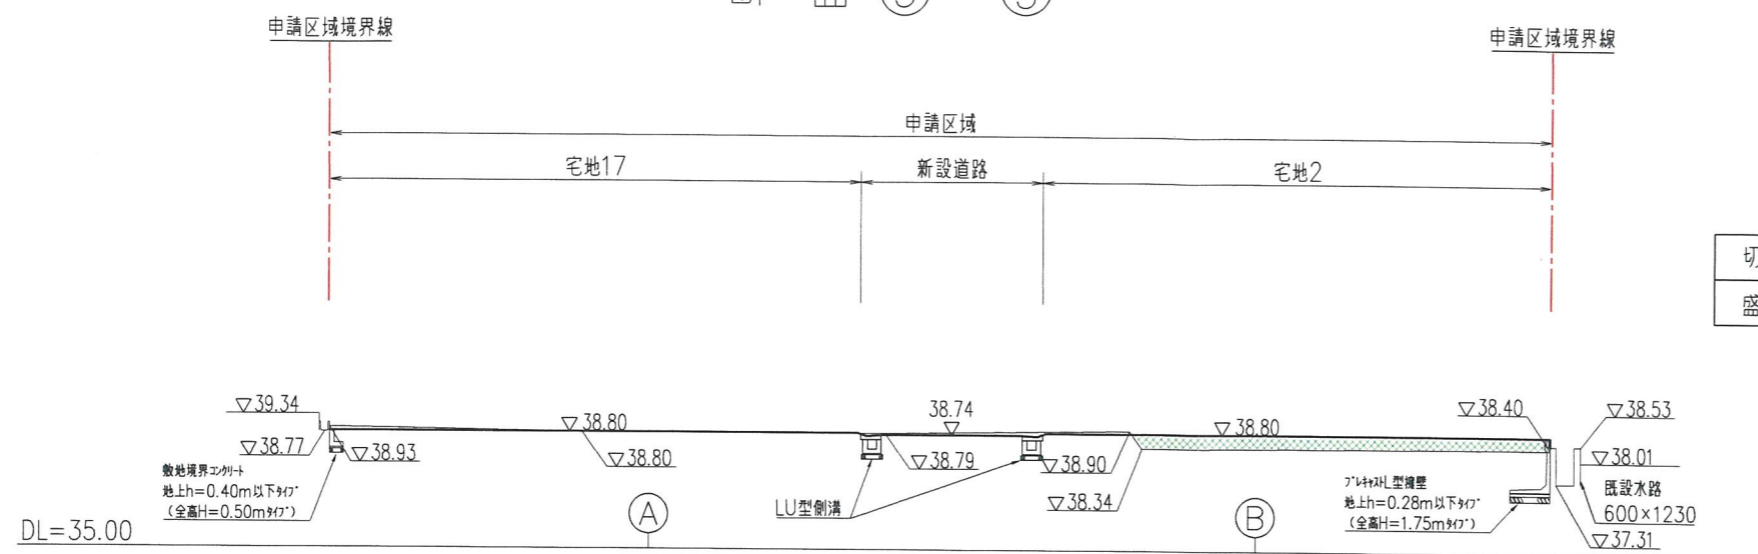 申請区域境界線
申請区域境界線
申請区域
宅地17
新設道路
宅地2
▽39.34
▽38.77
▽38.93
▽38.80
▽38.80
38.74
▽
▽38.79
▽38.90
▽38.34
▽38.80
▽38.40
▽38.53
▽38.01
既設水路
600×1230
▽37.31
敷地境界コンクリート
地上h=0.40m以下タイプ
(全高H=0.50mタイプ)
LU型側溝
プレキャストL型擁壁
地上h=0.28m以下タイプ
(全高H=1.75mタイプ)
A
B
DL=35.00